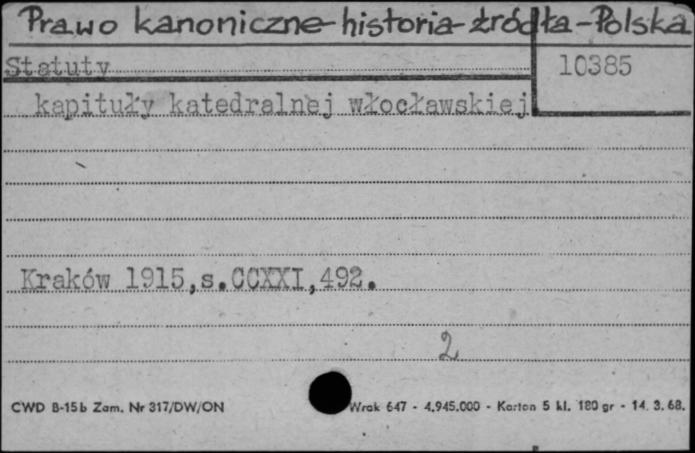 Prawo kanoniczne-historia-źródła-Polska
Statuty
10385
kapituły katedralnej włocławskiej
Kraków 1915,s.CCXXI,492.
2
CWD B-15b Zam. Nr 317/DW/ON
Wrak 647 - 4.945.000 - Karton 5 kl. 180 gr - 14. 3. 68.